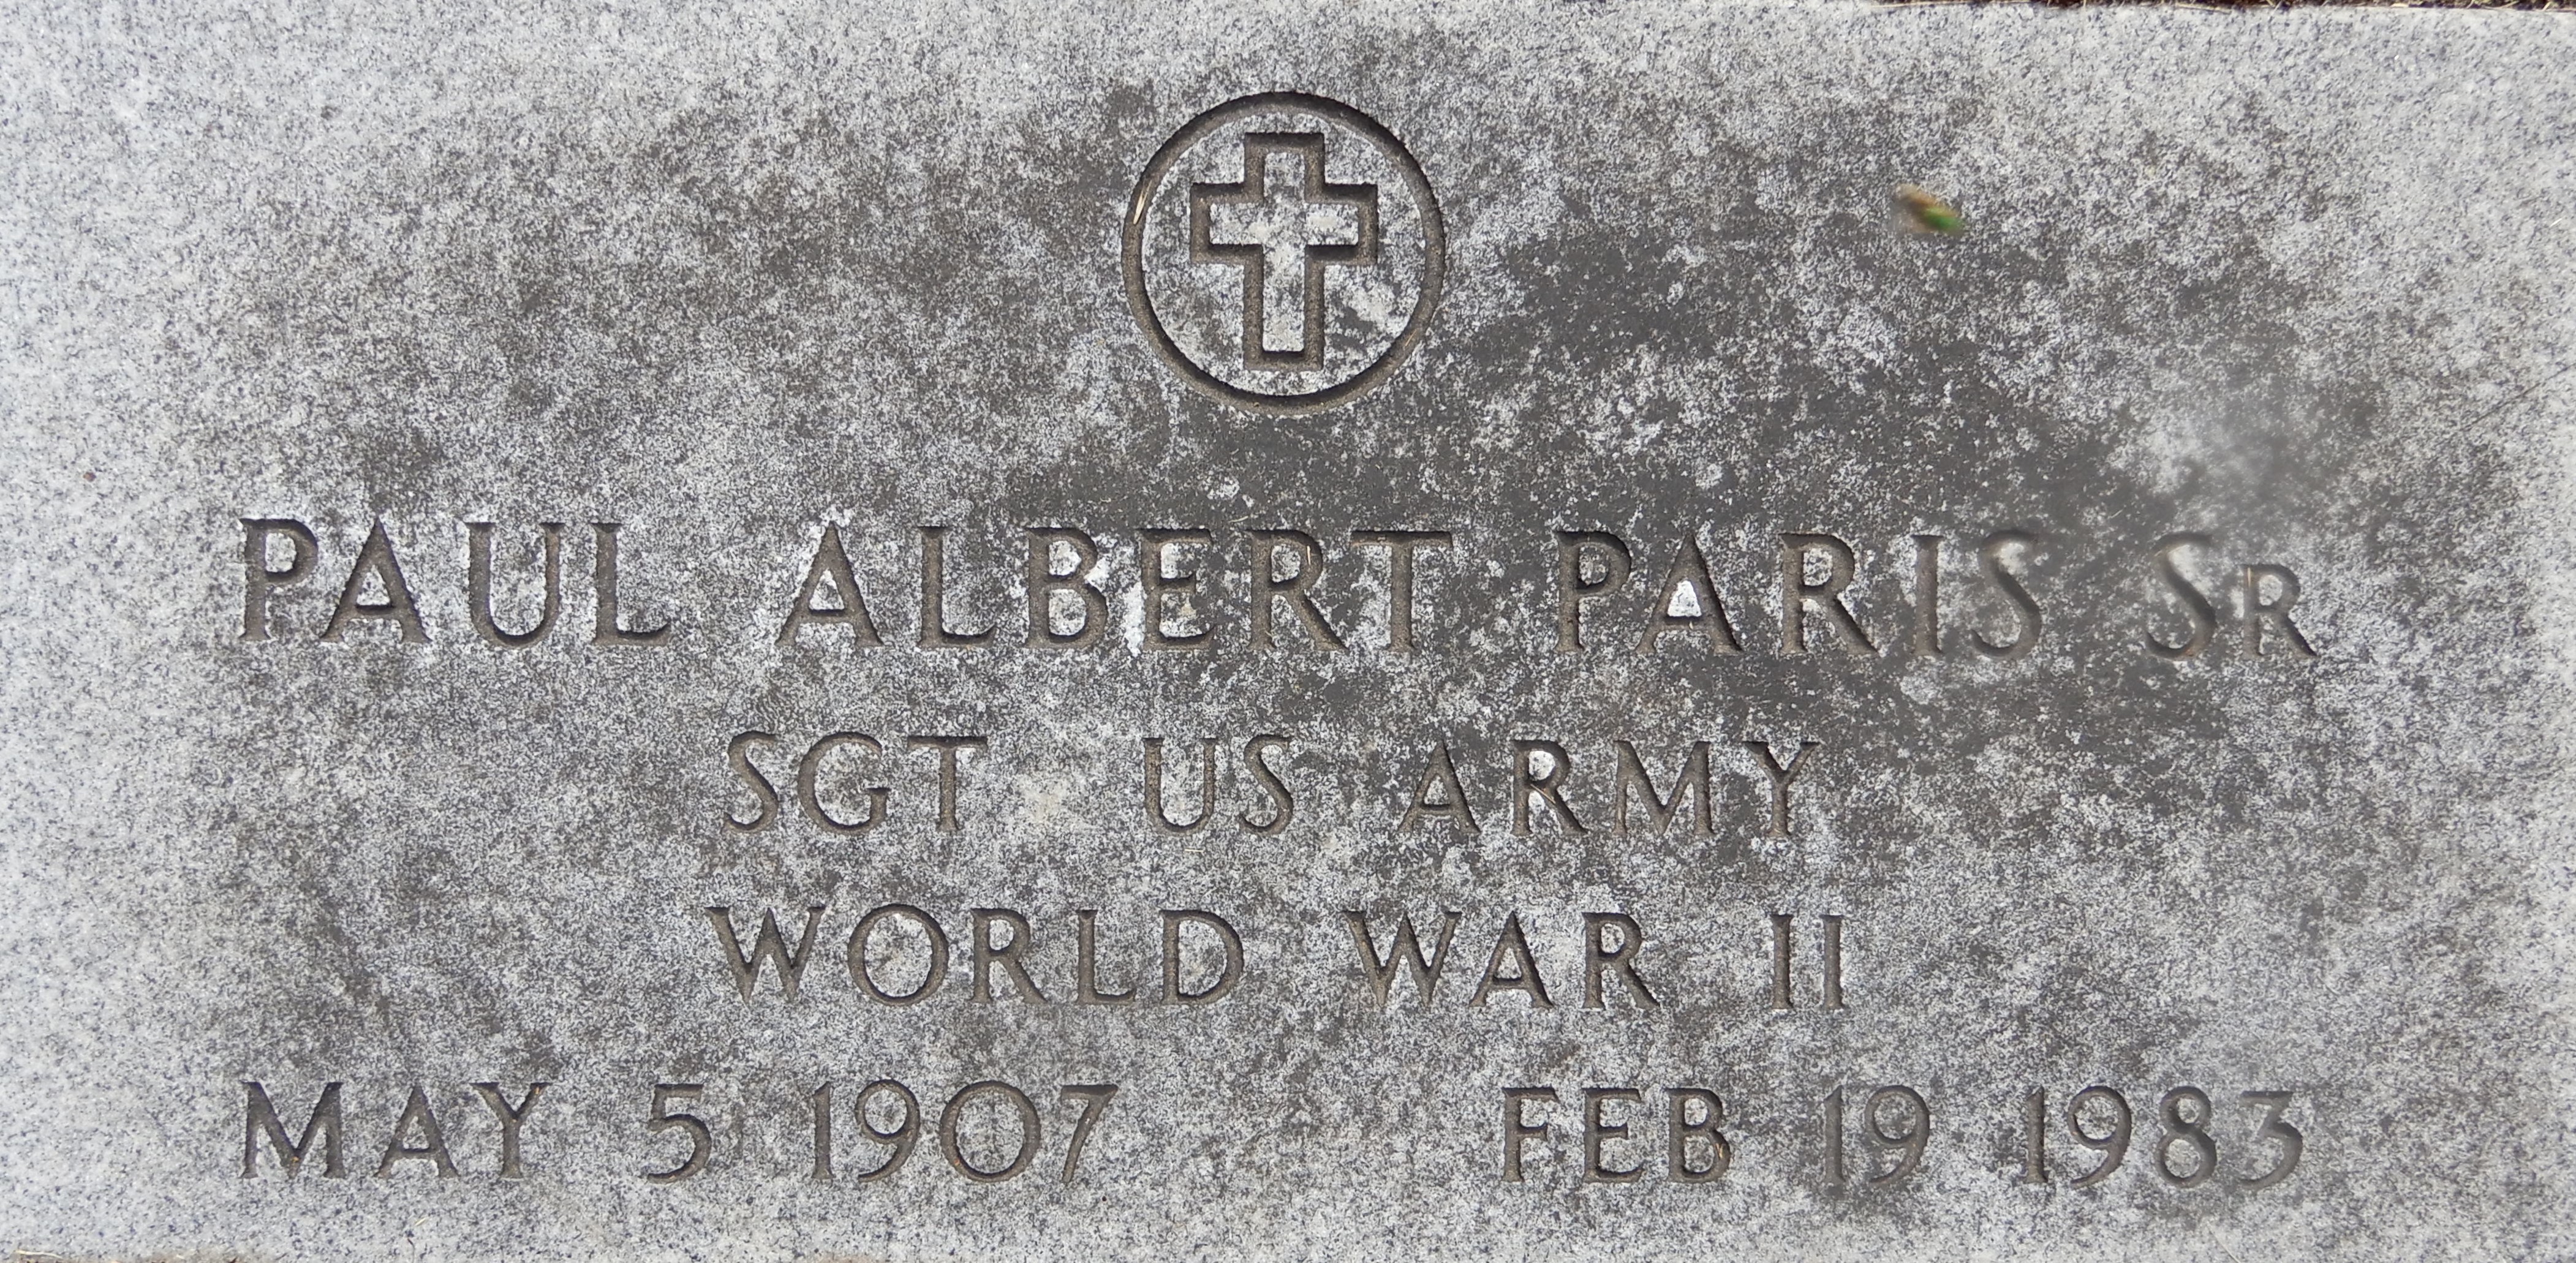 PAUL ALBERT PARIS SR
SGT US ARMY
WORLD WAR II
MAY 5 1907 FEB 19 1983